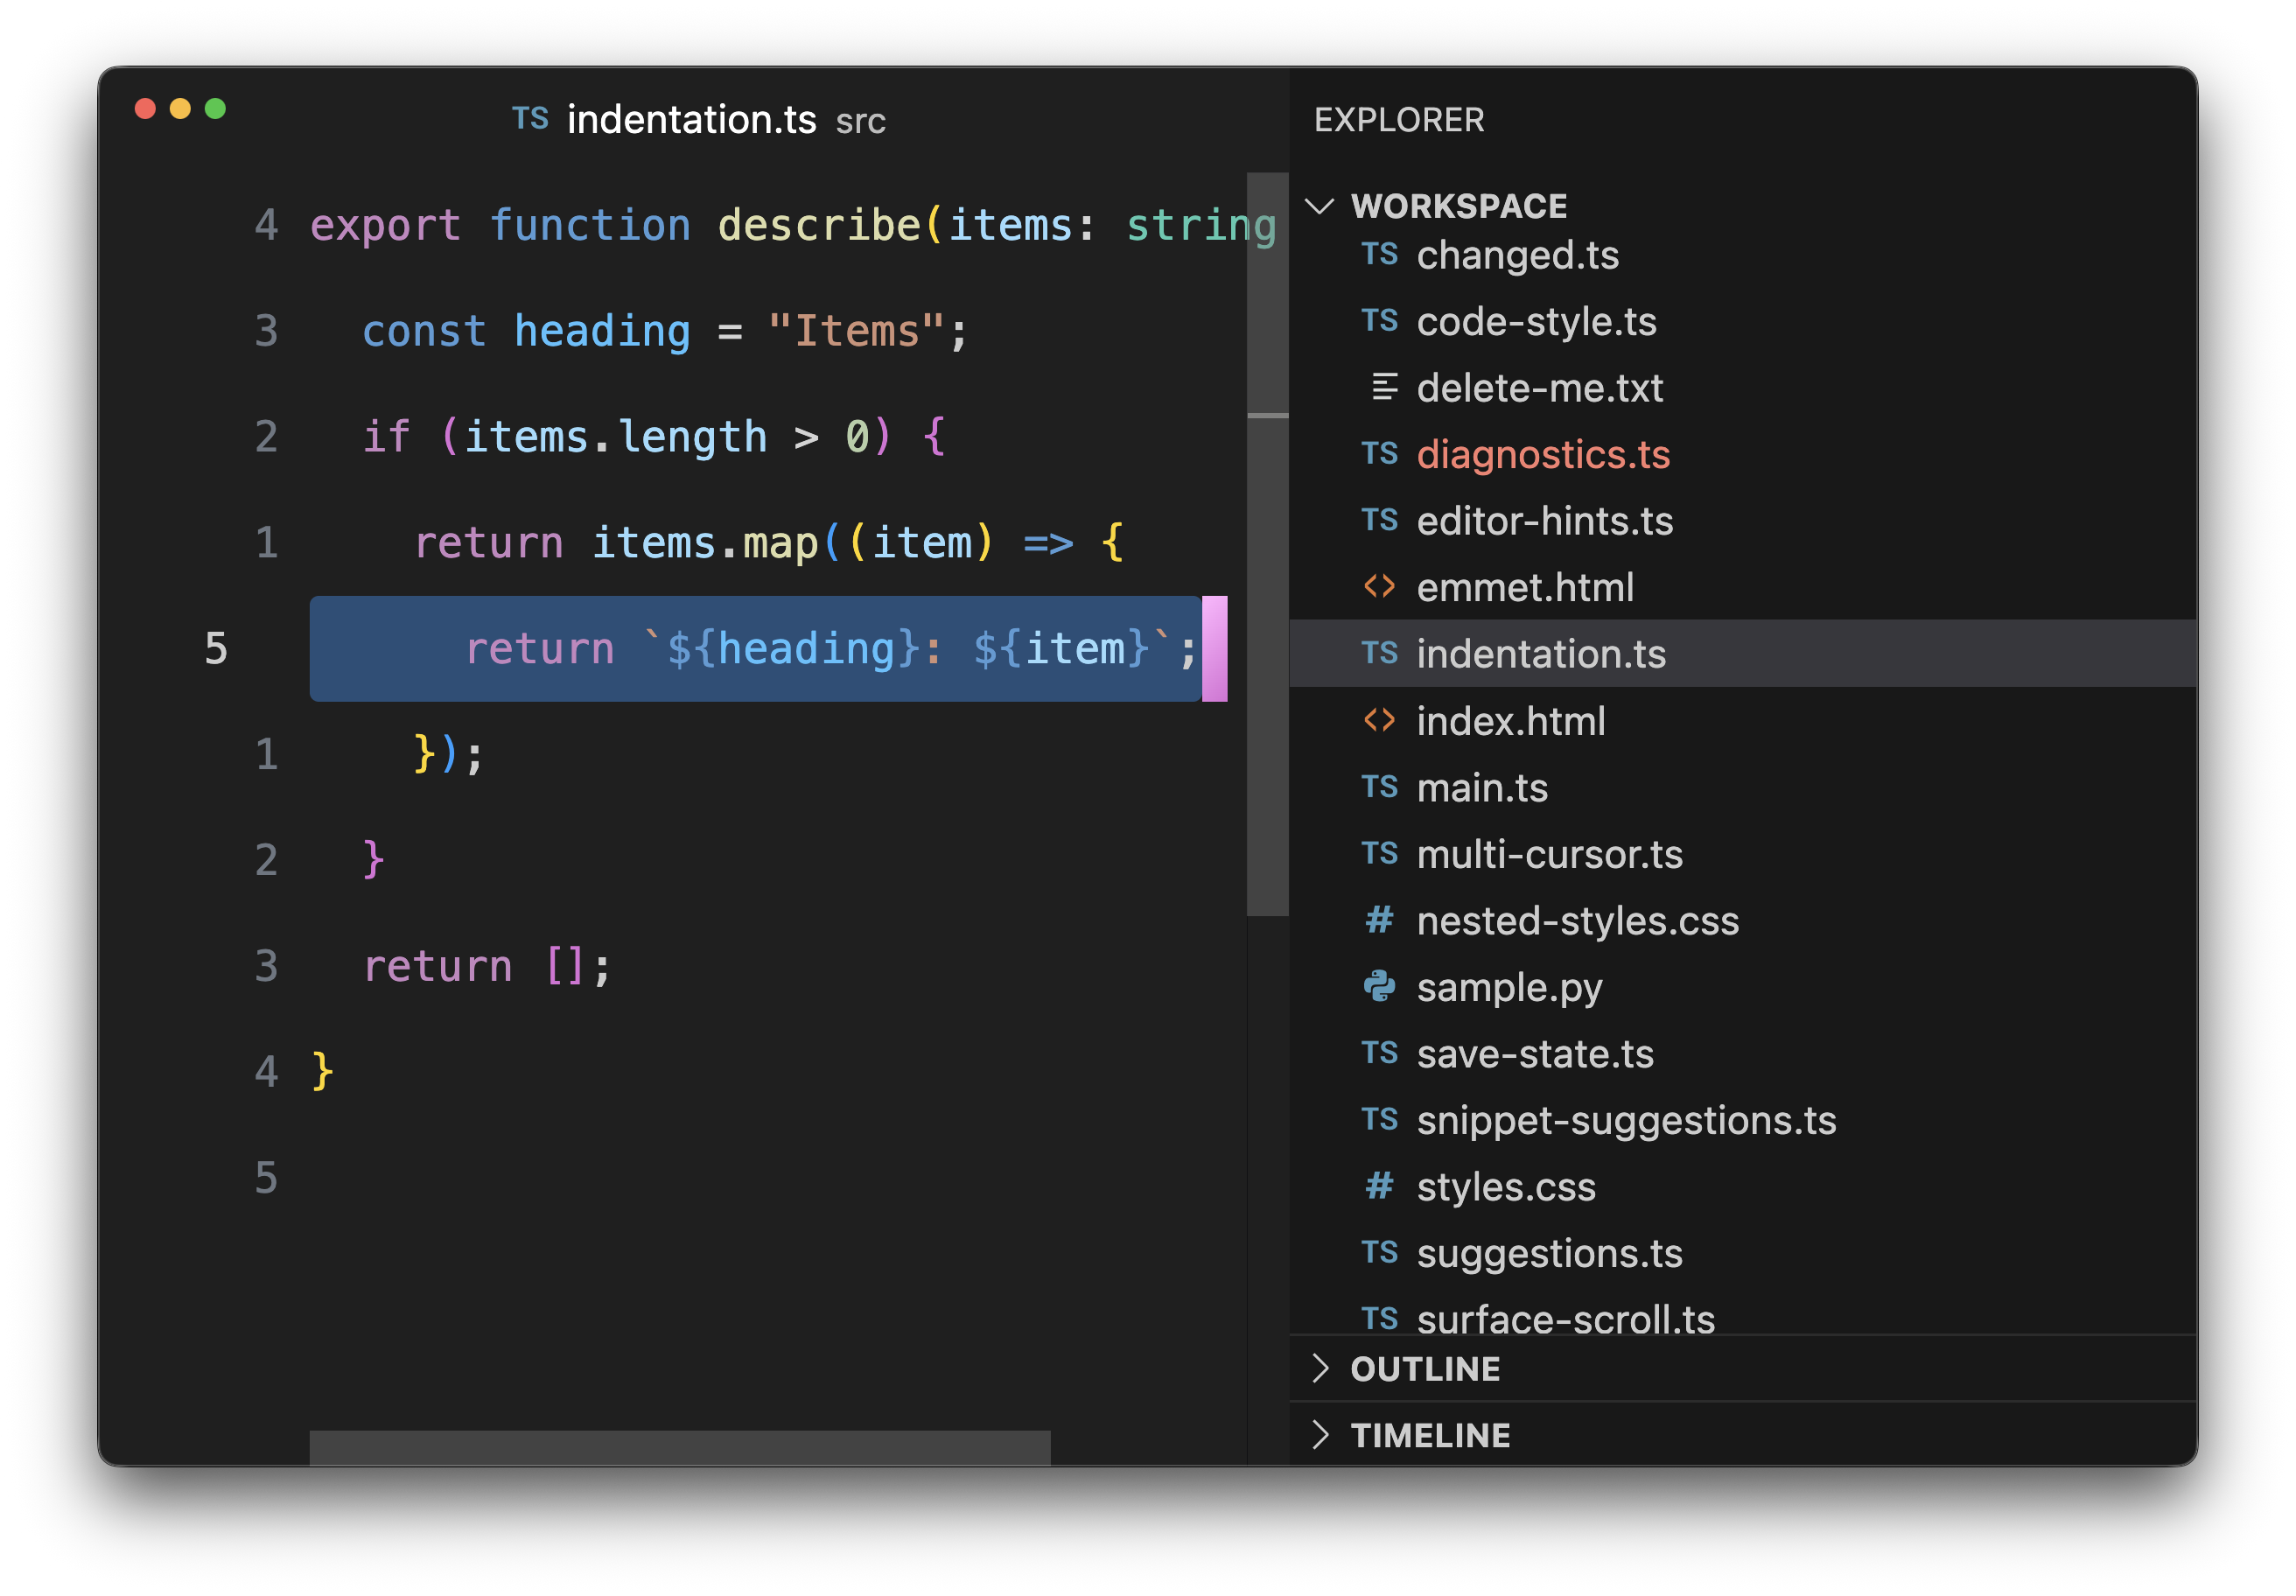 TS indentation.ts src
4 export function describe(items: string
3   const heading = "Items";
2   if (items.length > 0) {
1     return items.map((item) => {
5       return `${heading}: ${item}`;
1     });
2   }
3   return [];
4 }
5
EXPLORER
WORKSPACE
TS changed.ts
TS code-style.ts
delete-me.txt
TS diagnostics.ts
TS editor-hints.ts
<> emmet.html
TS indentation.ts
<> index.html
TS main.ts
TS multi-cursor.ts
# nested-styles.css
sample.py
TS save-state.ts
TS snippet-suggestions.ts
# styles.css
TS suggestions.ts
TS surface-scroll.ts
OUTLINE
TIMELINE